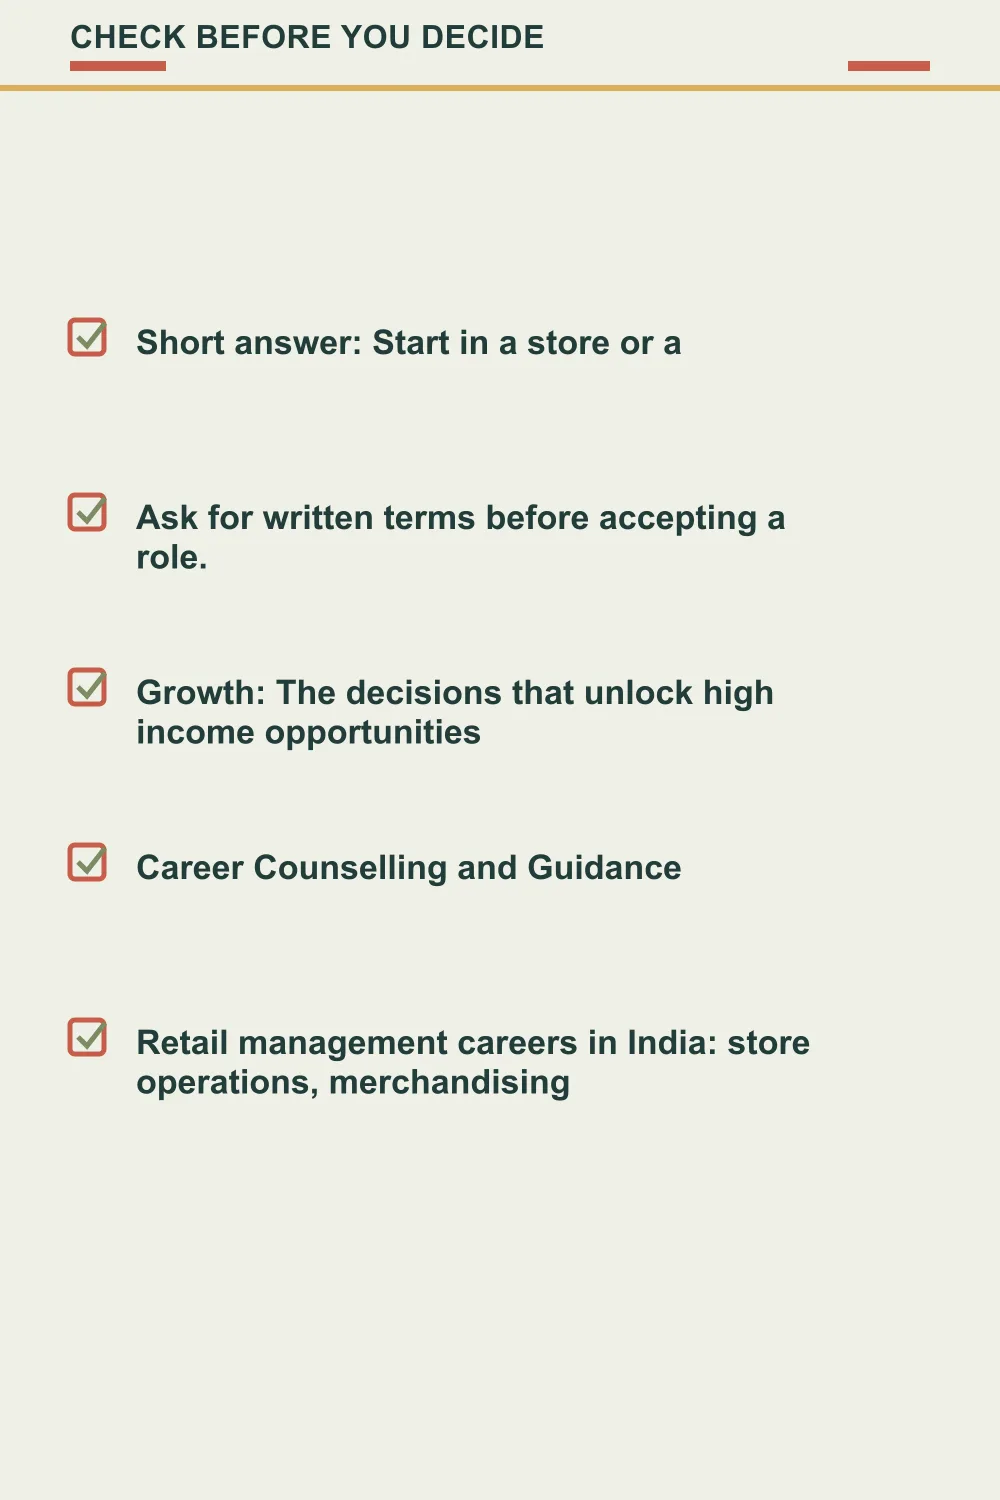 CHECK BEFORE YOU DECIDE
Short answer: Start in a store or a
Ask for written terms before accepting a
role.
Growth: The decisions that unlock high
income opportunities
Career Counselling and Guidance
Retail management careers in India: store
operations, merchandising